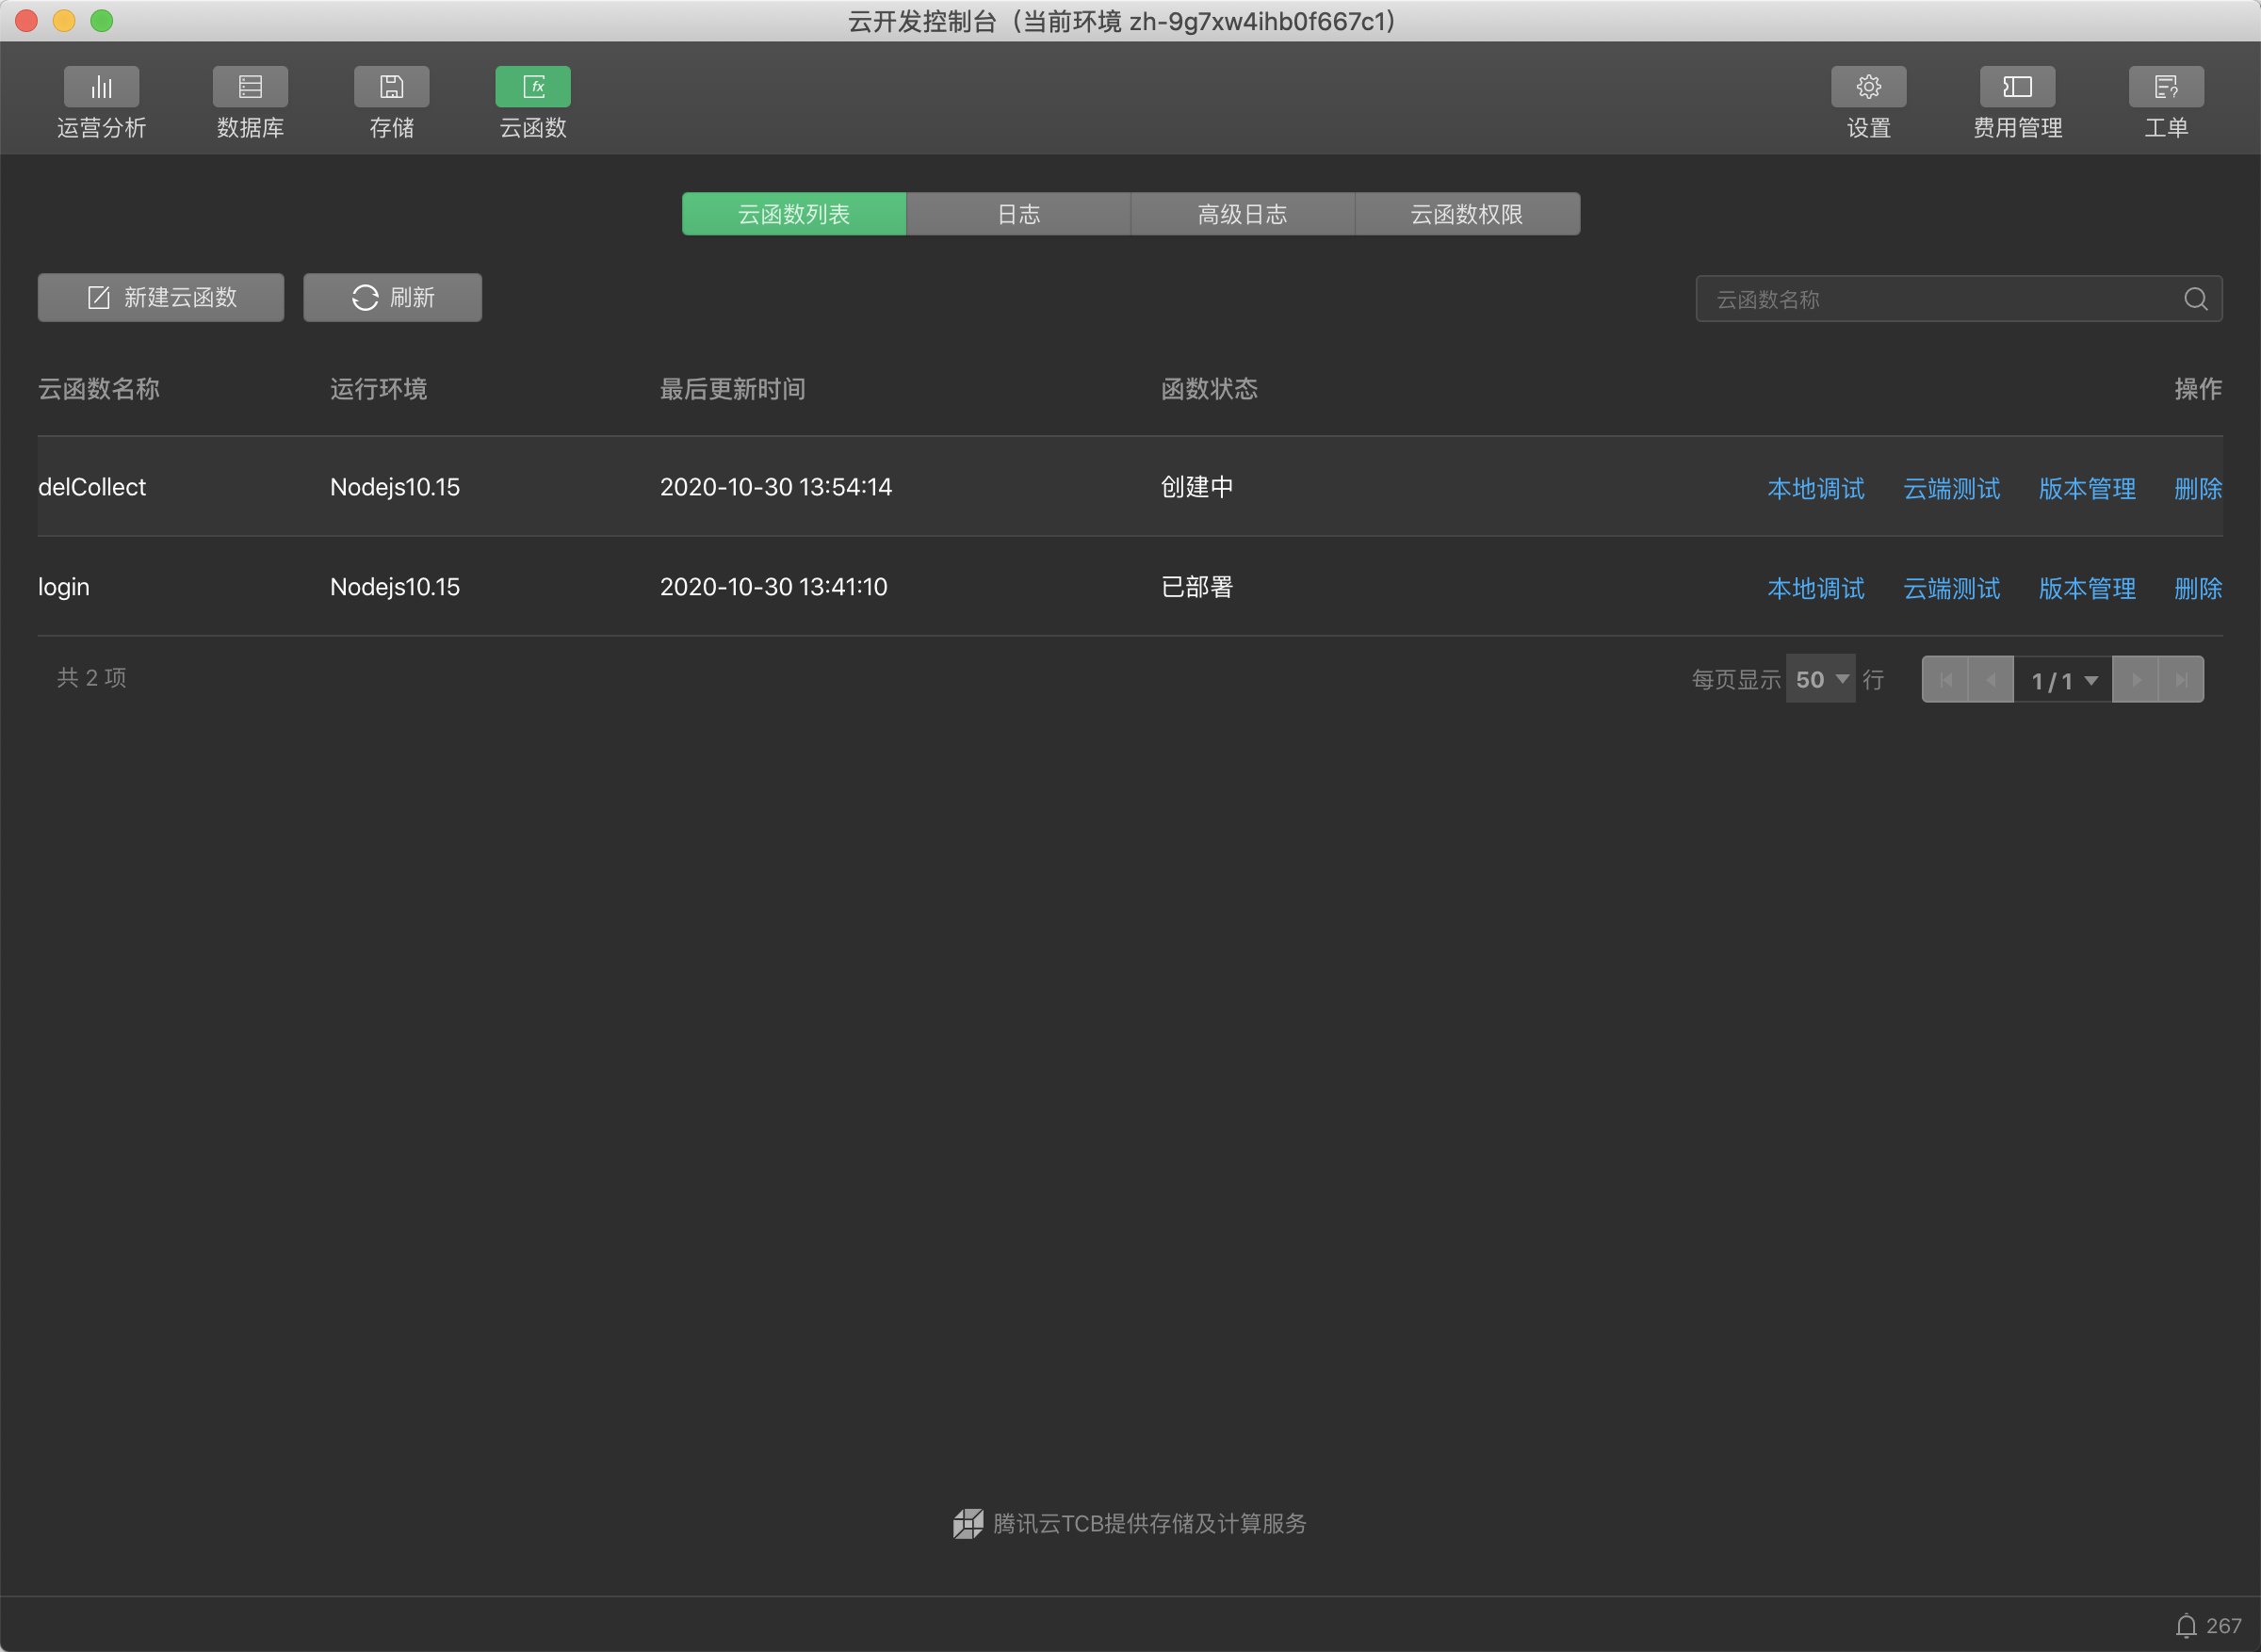 云开发控制台（当前环境 zh-9g7xw4ihb0f667c1）
运营分析 数据库 存储 云函数 设置 费用管理 工单
云函数列表 日志 高级日志 云函数权限
新建云函数 刷新 云函数名称
云函数名称 运行环境 最后更新时间 函数状态 操作
delCollect Nodejs10.15 2020-10-30 13:54:14 创建中 本地调试 云端测试 版本管理 删除
login Nodejs10.15 2020-10-30 13:41:10 已部署 本地调试 云端测试 版本管理 删除
共 2 项 每页显示 50 行 1 / 1
腾讯云TCB提供存储及计算服务
267